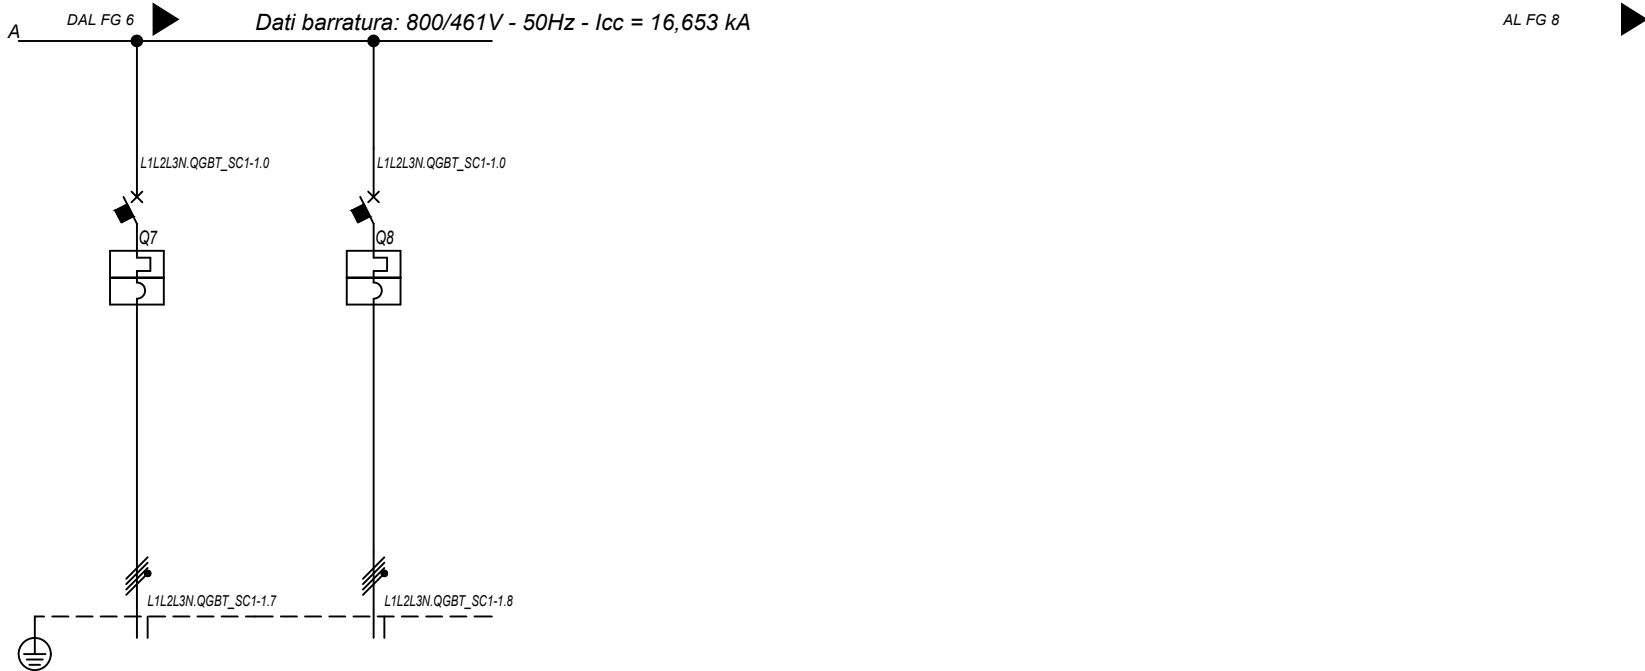 DAL FG 6
Dati barratura: 800/461V - 50Hz - Icc = 16,653 kA
AL FG 8
A
L1L2L3N.QGBT_SC1-1.0
L1L2L3N.QGBT_SC1-1.0
Q7
Q8
L1L2L3N.QGBT_SC1-1.7
L1L2L3N.QGBT_SC1-1.8